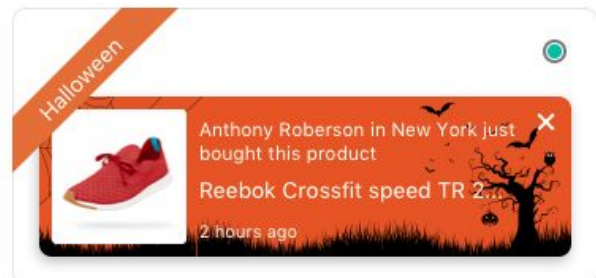 Halloween
Anthony Roberson in New York just
bought this product
Reebok Crossfit speed TR 2...
2 hours ago